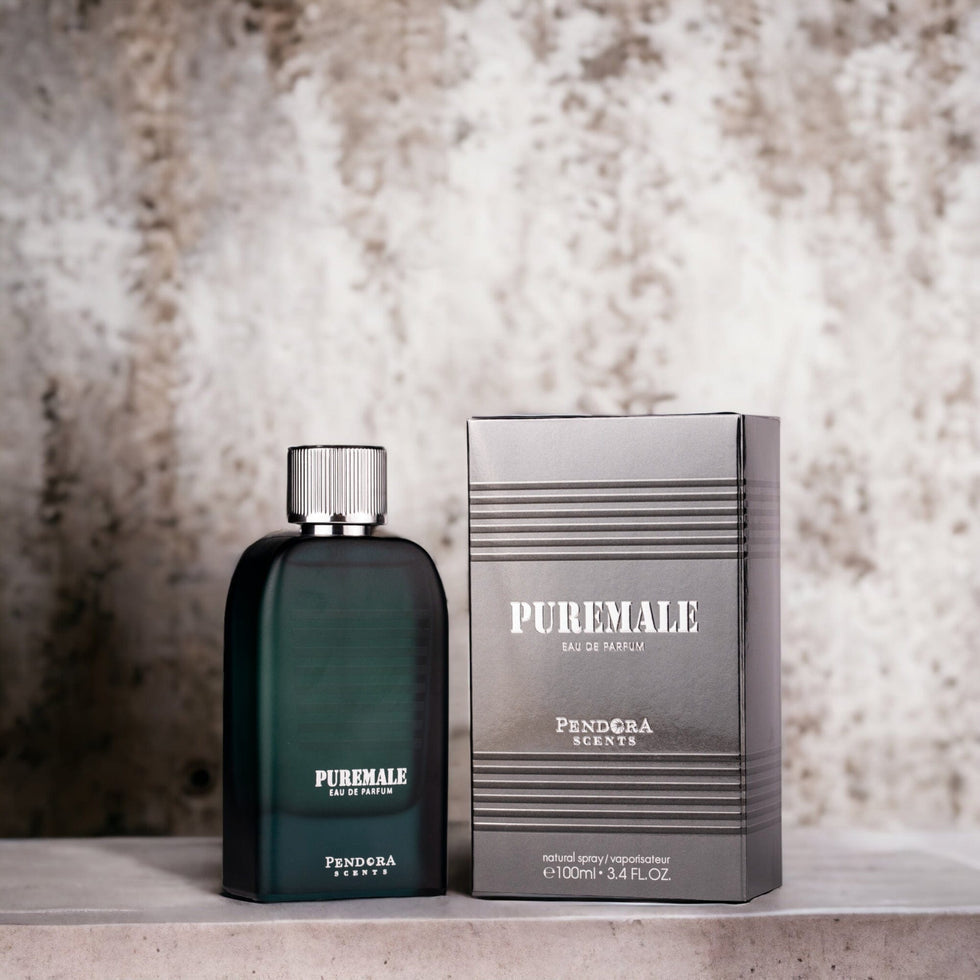 PUREMALE
EAU DE PARFUM
PENDORA
SCENTS
PUREMALE
EAU DE PARFUM
PENDORA
SCENTS
natural spray/vaporisateur
℮100ml • 3.4 FL.OZ.